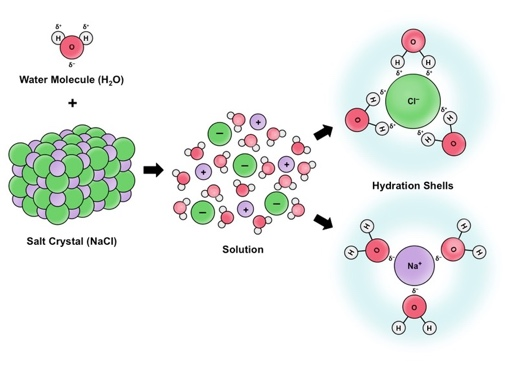 δ⁺ δ⁺
H H
O
δ⁻
Water Molecule (H₂O)
+
Salt Crystal (NaCl)
− +
+ − +
− + −
Solution
O
H H
δ⁺ δ⁺
Cl⁻
H δ⁺
O H δ⁺
δ⁺ H
δ⁺ H O
Hydration Shells
H H
H O δ⁻
Na⁺
δ⁻ O H
δ⁻
O
H H